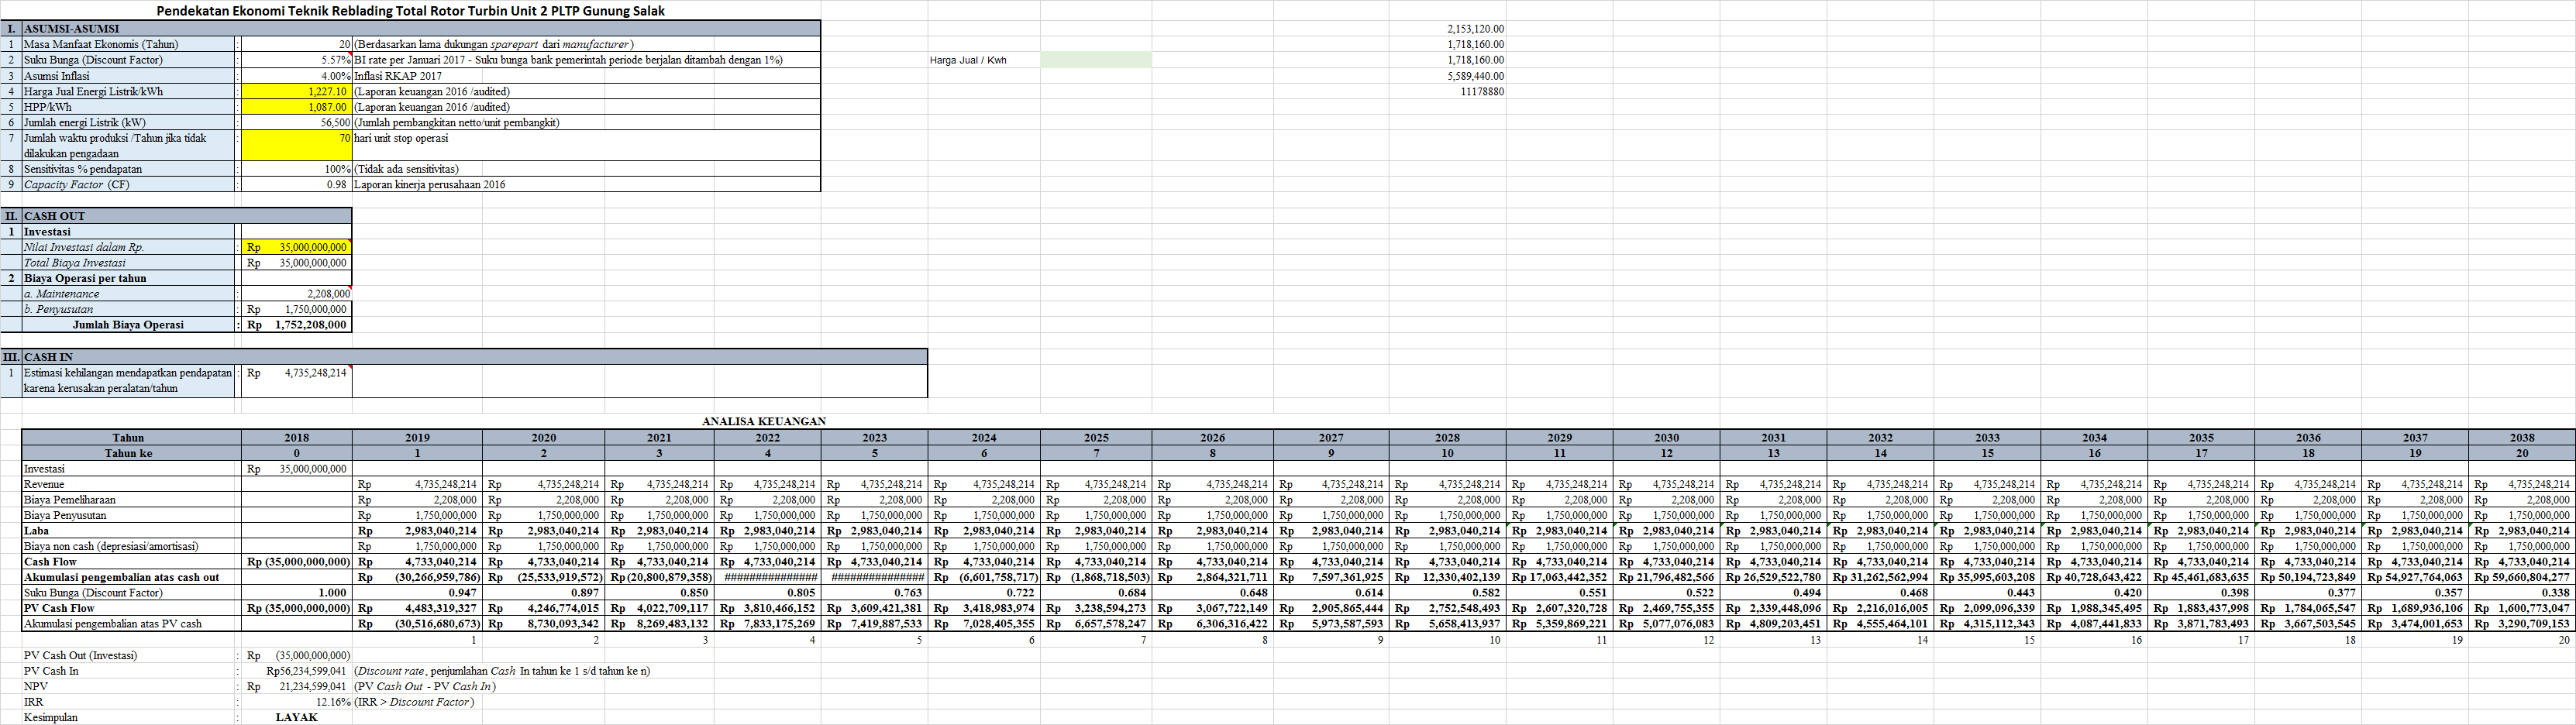 Pendekatan Ekonomi Teknik Reblading Total Rotor Turbin Unit 2 PLTP Gunung Salak
I. ASUMSI-ASUMSI 2,153,120.00
1 Masa Manfaat Ekonomis (Tahun) : 20 (Berdasarkan lama dukungan sparepart dari manufacturer) 1,718,160.00
2 Suku Bunga (Discount Factor) : 5.57% BI rate per Januari 2017 - Suku bunga bank pemerintah periode berjalan ditambah dengan 1%) Harga Jual / Kwh 1,718,160.00
3 Asumsi Inflasi : 4.00% Inflasi RKAP 2017 5,589,440.00
4 Harga Jual Energi Listrik/kWh : 1,227.10 (Laporan keuangan 2016 /audited) 11178880
5 HPP/kWh : 1,087.00 (Laporan keuangan 2016 /audited)
6 Jumlah energi Listrik (kW) : 56,500 (Jumlah pembangkitan netto/unit pembangkit)
7 Jumlah waktu produksi /Tahun jika tidak : 70 hari unit stop operasi
dilakukan pengadaan
8 Sensitivitas % pendapatan : 100% (Tidak ada sensitivitas)
9 Capacity Factor (CF) : 0.98 Laporan kinerja perusahaan 2016
II. CASH OUT
1 Investasi
Nilai Investasi dalam Rp. : Rp 35,000,000,000
Total Biaya Investasi Rp 35,000,000,000
2 Biaya Operasi per tahun
a. Maintenance : 2,208,000
b. Penyusutan : Rp 1,750,000,000
Jumlah Biaya Operasi : Rp 1,752,208,000
III. CASH IN
1 Estimasi kehilangan mendapatkan pendapatan : Rp 4,735,248,214
karena kerusakan peralatan/tahun
ANALISA KEUANGAN
Tahun 2018 2019 2020 2021 2022 2023 2024 2025 2026 2027 2028 2029 2030 2031 2032 2033 2034 2035 2036 2037 2038
Tahun ke 0 1 2 3 4 5 6 7 8 9 10 11 12 13 14 15 16 17 18 19 20
Investasi Rp 35,000,000,000
Revenue Rp 4,735,248,214 Rp 4,735,248,214 Rp 4,735,248,214 Rp 4,735,248,214 Rp 4,735,248,214 Rp 4,735,248,214 Rp 4,735,248,214 Rp 4,735,248,214 Rp 4,735,248,214 Rp 4,735,248,214 Rp 4,735,248,214 Rp 4,735,248,214 Rp 4,735,248,214 Rp 4,735,248,214 Rp 4,735,248,214 Rp 4,735,248,214 Rp 4,735,248,214 Rp 4,735,248,214 Rp 4,735,248,214 Rp 4,735,248,214
Biaya Pemeliharaan Rp 2,208,000 Rp 2,208,000 Rp 2,208,000 Rp 2,208,000 Rp 2,208,000 Rp 2,208,000 Rp 2,208,000 Rp 2,208,000 Rp 2,208,000 Rp 2,208,000 Rp 2,208,000 Rp 2,208,000 Rp 2,208,000 Rp 2,208,000 Rp 2,208,000 Rp 2,208,000 Rp 2,208,000 Rp 2,208,000 Rp 2,208,000 Rp 2,208,000
Biaya Penyusutan Rp 1,750,000,000 Rp 1,750,000,000 Rp 1,750,000,000 Rp 1,750,000,000 Rp 1,750,000,000 Rp 1,750,000,000 Rp 1,750,000,000 Rp 1,750,000,000 Rp 1,750,000,000 Rp 1,750,000,000 Rp 1,750,000,000 Rp 1,750,000,000 Rp 1,750,000,000 Rp 1,750,000,000 Rp 1,750,000,000 Rp 1,750,000,000 Rp 1,750,000,000 Rp 1,750,000,000 Rp 1,750,000,000 Rp 1,750,000,000
Laba Rp 2,983,040,214 Rp 2,983,040,214 Rp 2,983,040,214 Rp 2,983,040,214 Rp 2,983,040,214 Rp 2,983,040,214 Rp 2,983,040,214 Rp 2,983,040,214 Rp 2,983,040,214 Rp 2,983,040,214 Rp 2,983,040,214 Rp 2,983,040,214 Rp 2,983,040,214 Rp 2,983,040,214 Rp 2,983,040,214 Rp 2,983,040,214 Rp 2,983,040,214 Rp 2,983,040,214 Rp 2,983,040,214 Rp 2,983,040,214
Biaya non cash (depresiasi/amortisasi) Rp 1,750,000,000 Rp 1,750,000,000 Rp 1,750,000,000 Rp 1,750,000,000 Rp 1,750,000,000 Rp 1,750,000,000 Rp 1,750,000,000 Rp 1,750,000,000 Rp 1,750,000,000 Rp 1,750,000,000 Rp 1,750,000,000 Rp 1,750,000,000 Rp 1,750,000,000 Rp 1,750,000,000 Rp 1,750,000,000 Rp 1,750,000,000 Rp 1,750,000,000 Rp 1,750,000,000 Rp 1,750,000,000 Rp 1,750,000,000
Cash Flow Rp (35,000,000,000) Rp 4,733,040,214 Rp 4,733,040,214 Rp 4,733,040,214 Rp 4,733,040,214 Rp 4,733,040,214 Rp 4,733,040,214 Rp 4,733,040,214 Rp 4,733,040,214 Rp 4,733,040,214 Rp 4,733,040,214 Rp 4,733,040,214 Rp 4,733,040,214 Rp 4,733,040,214 Rp 4,733,040,214 Rp 4,733,040,214 Rp 4,733,040,214 Rp 4,733,040,214 Rp 4,733,040,214 Rp 4,733,040,214 Rp 4,733,040,214
Akumulasi pengembalian atas cash out Rp (30,266,959,786) Rp (25,533,919,572) Rp (20,800,879,358) ############### ############### Rp (6,601,758,717) Rp (1,868,718,503) Rp 2,864,321,711 Rp 7,597,361,925 Rp 12,330,402,139 Rp 17,063,442,352 Rp 21,796,482,566 Rp 26,529,522,780 Rp 31,262,562,994 Rp 35,995,603,208 Rp 40,728,643,422 Rp 45,461,683,635 Rp 50,194,723,849 Rp 54,927,764,063 Rp 59,660,804,277
Suku Bunga (Discount Factor) 1.000 0.947 0.897 0.850 0.805 0.763 0.722 0.684 0.648 0.614 0.582 0.551 0.522 0.494 0.468 0.443 0.420 0.398 0.377 0.357 0.338
PV Cash Flow Rp (35,000,000,000) Rp 4,483,319,327 Rp 4,246,774,015 Rp 4,022,709,117 Rp 3,810,466,152 Rp 3,609,421,381 Rp 3,418,983,974 Rp 3,238,594,273 Rp 3,067,722,149 Rp 2,905,865,444 Rp 2,752,548,493 Rp 2,607,320,728 Rp 2,469,755,355 Rp 2,339,448,096 Rp 2,216,016,005 Rp 2,099,096,339 Rp 1,988,345,495 Rp 1,883,437,998 Rp 1,784,065,547 Rp 1,689,936,106 Rp 1,600,773,047
Akumulasi pengembalian atas PV cash Rp (30,516,680,673) Rp 8,730,093,342 Rp 8,269,483,132 Rp 7,833,175,269 Rp 7,419,887,533 Rp 7,028,405,355 Rp 6,657,578,247 Rp 6,306,316,422 Rp 5,973,587,593 Rp 5,658,413,937 Rp 5,359,869,221 Rp 5,077,076,083 Rp 4,809,203,451 Rp 4,555,464,101 Rp 4,315,112,343 Rp 4,087,441,833 Rp 3,871,783,493 Rp 3,667,503,545 Rp 3,474,001,653 Rp 3,290,709,153
1 2 3 4 5 6 7 8 9 10 11 12 13 14 15 16 17 18 19 20
PV Cash Out (Investasi) : Rp (35,000,000,000)
PV Cash In : Rp56,234,599,041 (Discount rate, penjumlahan Cash In tahun ke 1 s/d tahun ke n)
NPV : Rp 21,234,599,041 (PV Cash Out - PV Cash In)
IRR : 12.16% (IRR > Discount Factor)
Kesimpulan : LAYAK